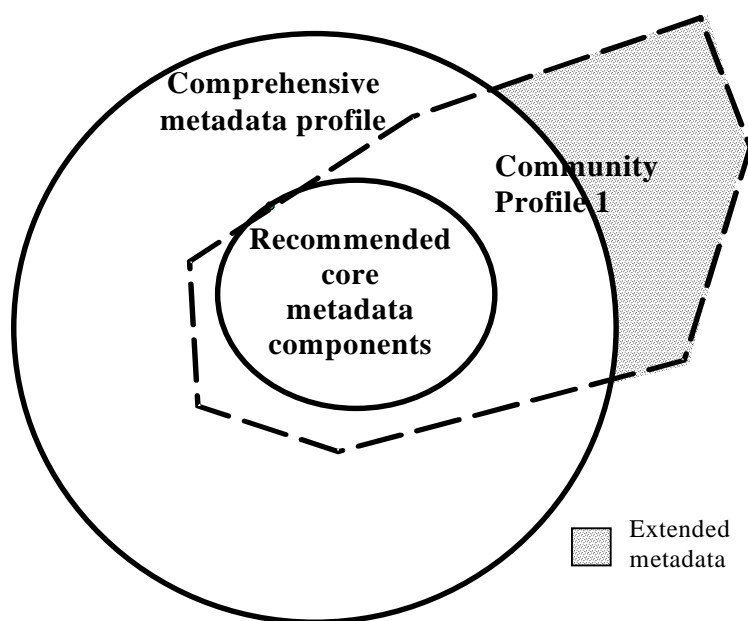 Comprehensive
metadata profile
Community
Profile 1
Recommended
core
metadata
components
Extended
metadata